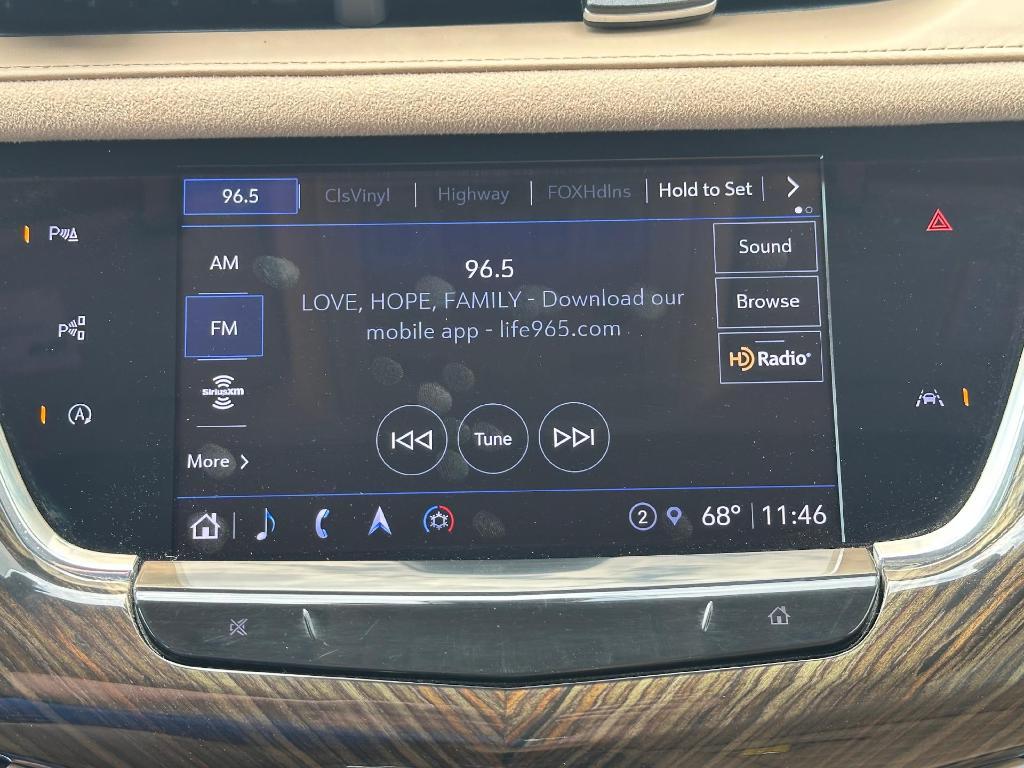 96.5
ClsVinyl
Highway
FOXHdlns
Hold to Set
AM
FM
SiriusXM
More
96.5
LOVE, HOPE, FAMILY - Download our
mobile app - life965.com
Tune
Sound
Browse
HD Radio®
2
68°
11:46
P
P
A